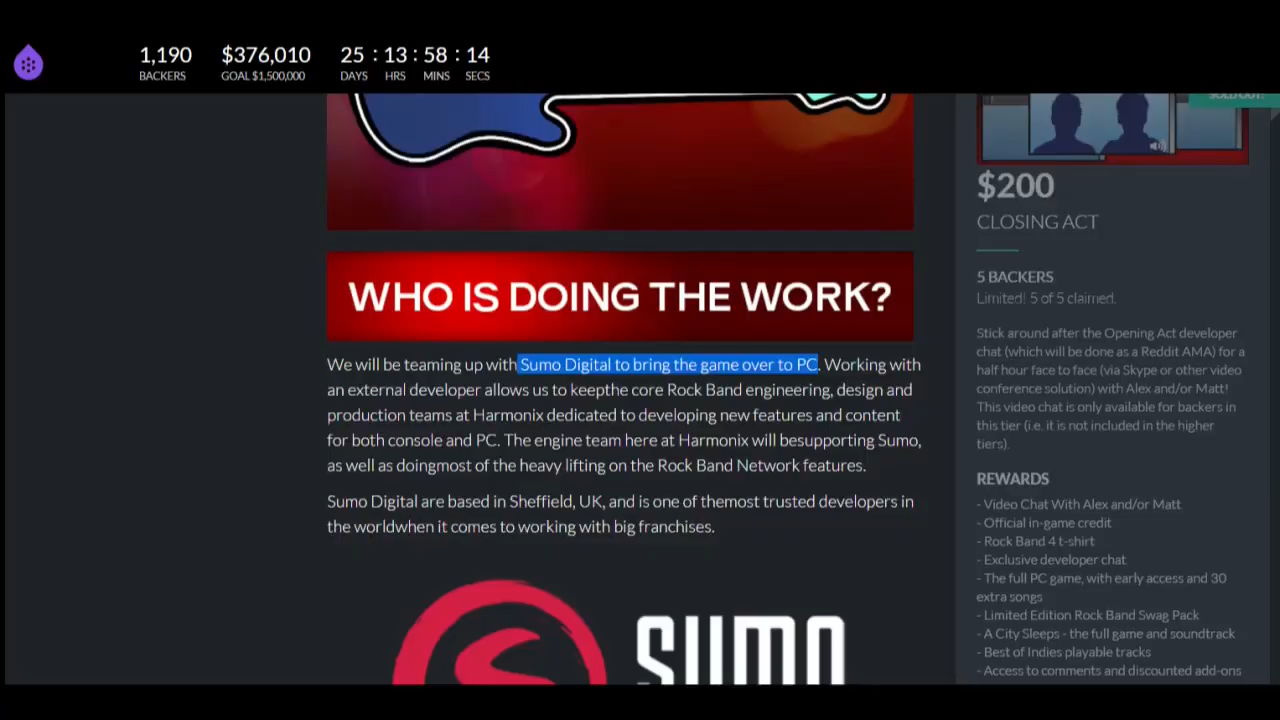 1,190 $376,010 25 : 13 : 58 : 14
BACKERS GOAL $1,500,000 DAYS HRS MINS SECS
SOLD OUT!
WHO IS DOING THE WORK?
We will be teaming up with Sumo Digital to bring the game over to PC. Working with
an external developer allows us to keepthe core Rock Band engineering, design and
production teams at Harmonix dedicated to developing new features and content
for both console and PC. The engine team here at Harmonix will besupporting Sumo,
as well as doingmost of the heavy lifting on the Rock Band Network features.
Sumo Digital are based in Sheffield, UK, and is one of themost trusted developers in
the worldwhen it comes to working with big franchises.
SUMO
$200
CLOSING ACT
5 BACKERS
Limited! 5 of 5 claimed.
Stick around after the Opening Act developer
chat (which will be done as a Reddit AMA) for a
half hour face to face (via Skype or other video
conference solution) with Alex and/or Matt!
This video chat is only available for backers in
this tier (i.e. it is not included in the higher
tiers).
REWARDS
- Video Chat With Alex and/or Matt
- Official in-game credit
- Rock Band 4 t-shirt
- Exclusive developer chat
- The full PC game, with early access and 30
extra songs
- Limited Edition Rock Band Swag Pack
- A City Sleeps - the full game and soundtrack
- Best of Indies playable tracks
- Access to comments and discounted add-ons